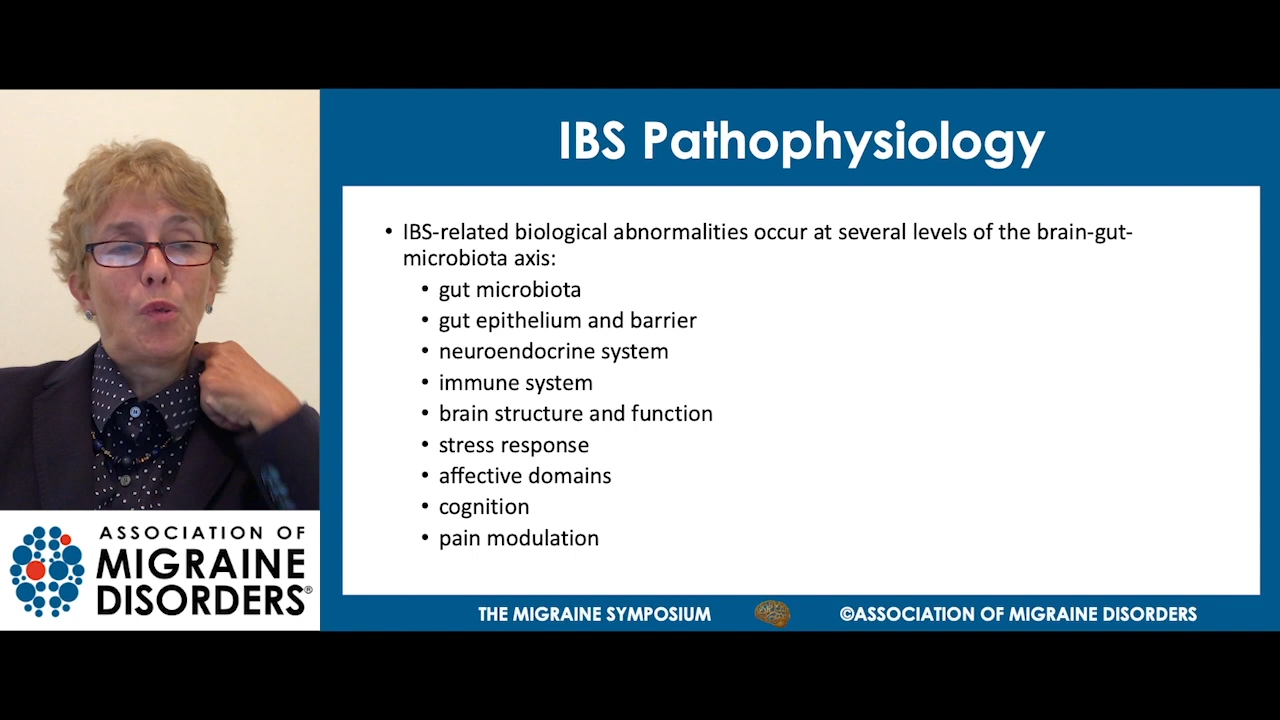 IBS Pathophysiology
• IBS-related biological abnormalities occur at several levels of the brain-gut-
microbiota axis:
• gut microbiota
• gut epithelium and barrier
• neuroendocrine system
• immune system
• brain structure and function
• stress response
• affective domains
• cognition
• pain modulation
ASSOCIATION OF
MIGRAINE
DISORDERS®
THE MIGRAINE SYMPOSIUM
©ASSOCIATION OF MIGRAINE DISORDERS